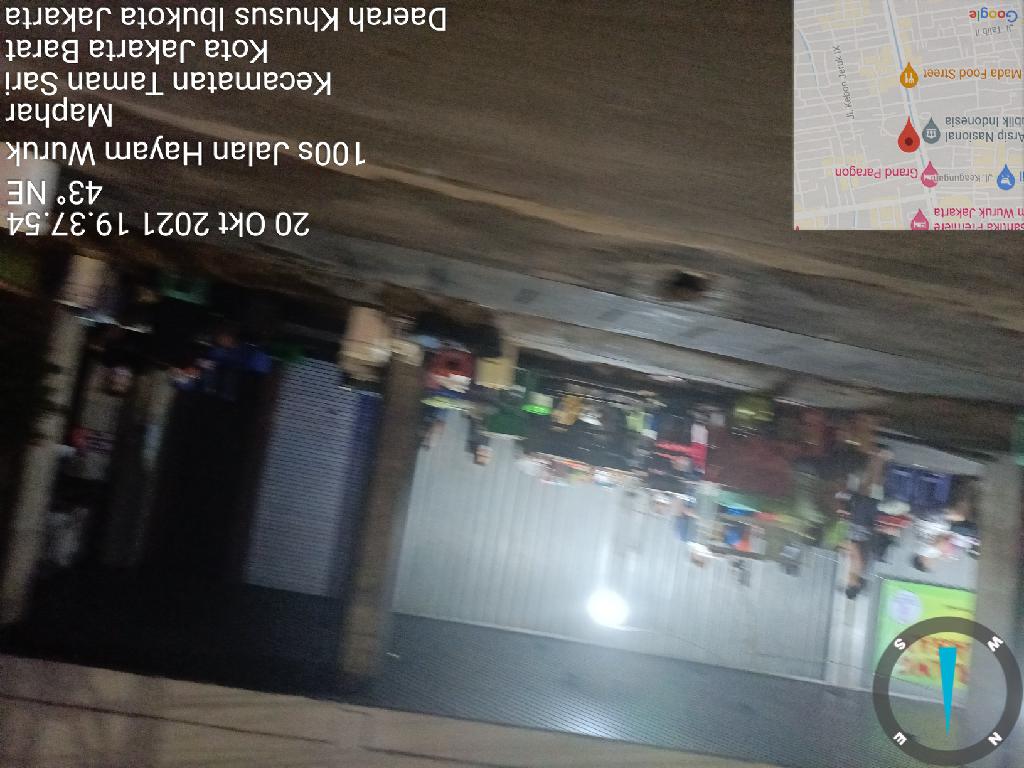 N
E
W
S
20 Okt 2021 19.37.54
43° NE
100s Jalan Hayam Wuruk
Maphar
Kecamatan Taman Sari
Kota Jakarta Barat
Daerah Khusus Ibukota Jakarta
Santika Premiere
m Wuruk Jakarta
Jl. Keagungan
Grand Paragon
Arsip Nasional
ublik Indonesia
Jl. Kebon Jeruk IX
Mada Food Street
Jl. Talib II
Google